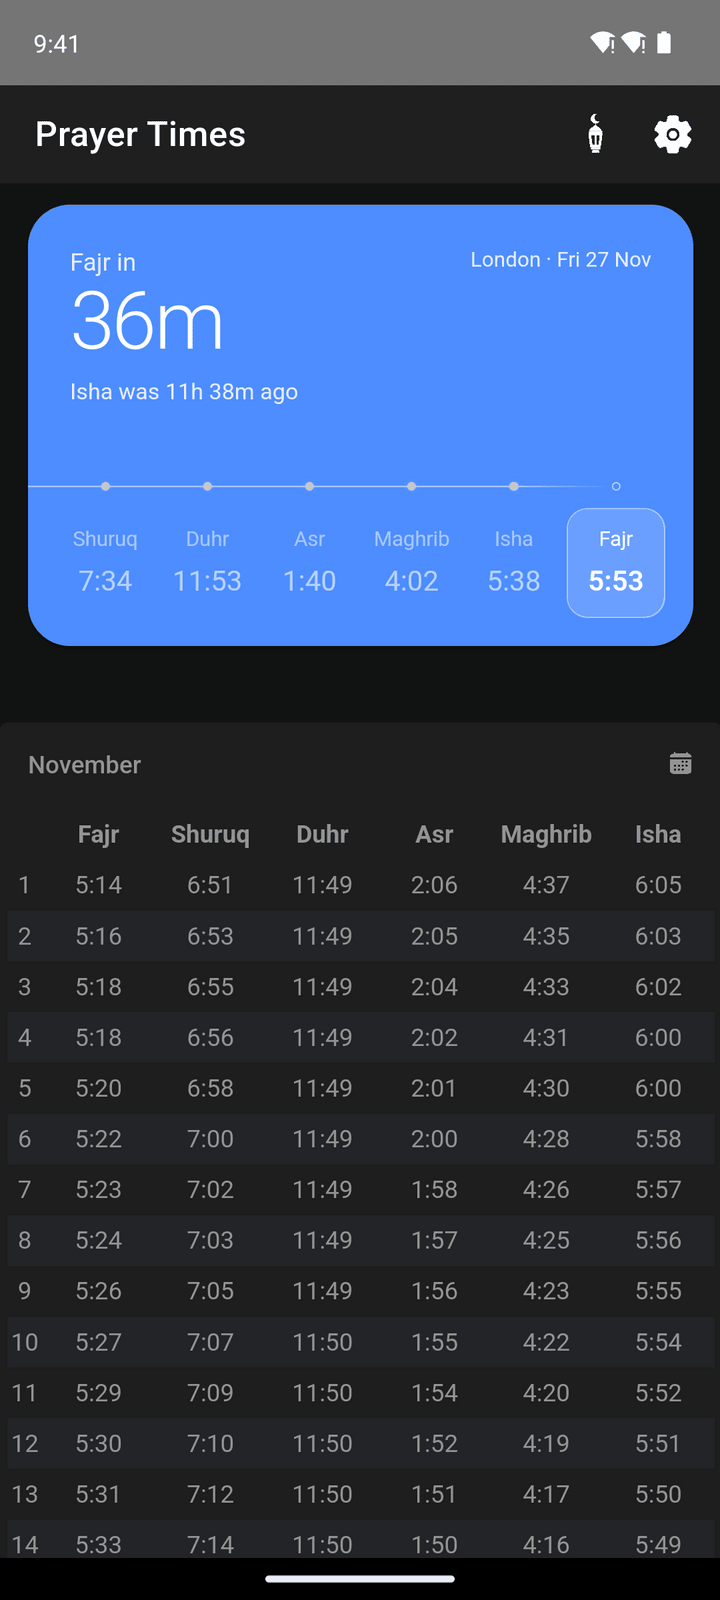 9:41
Prayer Times
Fajr in
London · Fri 27 Nov
36m
Isha was 11h 38m ago
Shuruq Duhr Asr Maghrib Isha Fajr
7:34 11:53 1:40 4:02 5:38 5:53
November
Fajr Shuruq Duhr Asr Maghrib Isha
1 5:14 6:51 11:49 2:06 4:37 6:05
2 5:16 6:53 11:49 2:05 4:35 6:03
3 5:18 6:55 11:49 2:04 4:33 6:02
4 5:18 6:56 11:49 2:02 4:31 6:00
5 5:20 6:58 11:49 2:01 4:30 6:00
6 5:22 7:00 11:49 2:00 4:28 5:58
7 5:23 7:02 11:49 1:58 4:26 5:57
8 5:24 7:03 11:49 1:57 4:25 5:56
9 5:26 7:05 11:49 1:56 4:23 5:55
10 5:27 7:07 11:50 1:55 4:22 5:54
11 5:29 7:09 11:50 1:54 4:20 5:52
12 5:30 7:10 11:50 1:52 4:19 5:51
13 5:31 7:12 11:50 1:51 4:17 5:50
14 5:33 7:14 11:50 1:50 4:16 5:49